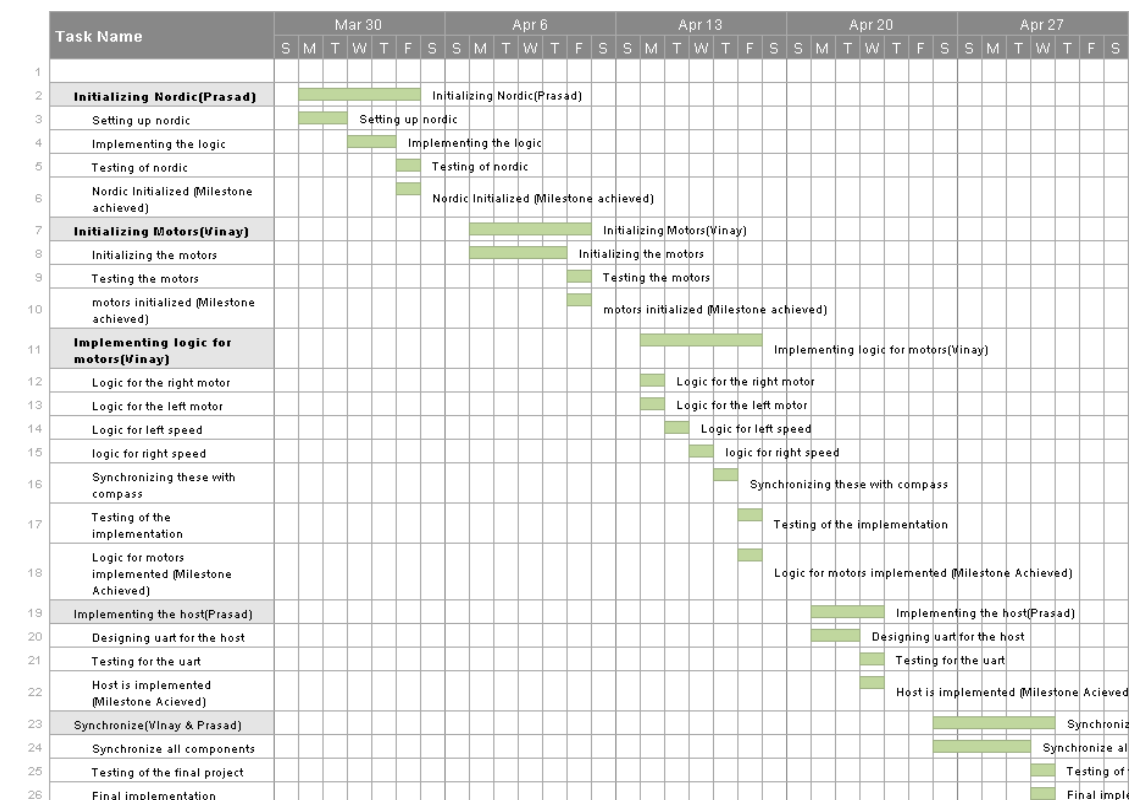 Task Name
Mar 30 Apr 6 Apr 13 Apr 20 Apr 27
S M T W T F S S M T W T F S S M T W T F S S M T W T F S S M T W T F S
1
2 Initializing Nordic(Prasad) Initializing Nordic(Prasad)
3 Setting up nordic Setting up nordic
4 Implementing the logic Implementing the logic
5 Testing of nordic Testing of nordic
6 Nordic Initialized (Milestone
achieved) Nordic Initialized (Milestone achieved)
7 Initializing Motors(Vinay) Initializing Motors(Vinay)
8 Initializing the motors Initializing the motors
9 Testing the motors Testing the motors
10 motors initialized (Milestone
achieved) motors initialized (Milestone achieved)
11 Implementing logic for
motors(Vinay) Implementing logic for motors(Vinay)
12 Logic for the right motor Logic for the right motor
13 Logic for the left motor Logic for the left motor
14 Logic for left speed Logic for left speed
15 logic for right speed logic for right speed
16 Synchronizing these with
compass Synchronizing these with compass
17 Testing of the
implementation Testing of the implementation
18 Logic for motors
implemented (Milestone
Achieved) Logic for motors implemented (Milestone Achieved)
19 Implementing the host(Prasad) Implementing the host(Prasad)
20 Designing uart for the host Designing uart for the host
21 Testing for the uart Testing for the uart
22 Host is implemented
(Milestone Acieved) Host is implemented (Milestone Acieved
23 Synchronize(VInay & Prasad) Synchroniz
24 Synchronize all components Synchronize al
25 Testing of the final project Testing of
26 Final implementation Final imple